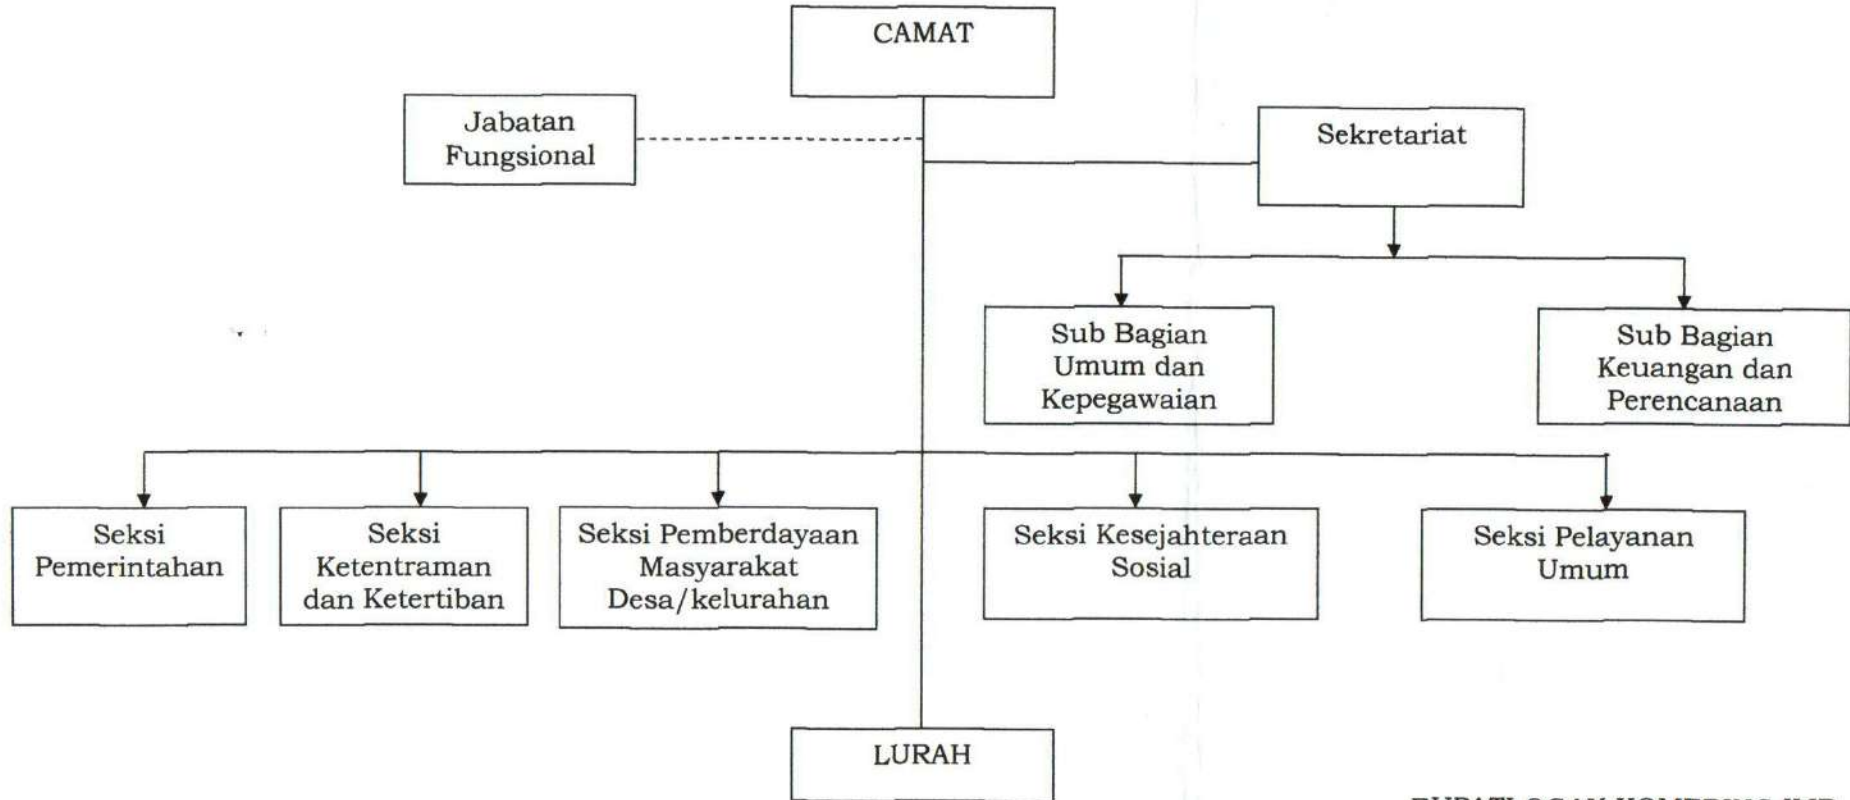 CAMAT
Jabatan
Fungsional
Sekretariat
Sub Bagian
Umum dan
Kepegawaian
Sub Bagian
Keuangan dan
Perencanaan
Seksi
Pemerintahan
Seksi
Ketentraman
dan Ketertiban
Seksi Pemberdayaan
Masyarakat
Desa/kelurahan
Seksi Kesejahteraan
Sosial
Seksi Pelayanan
Umum
LURAH